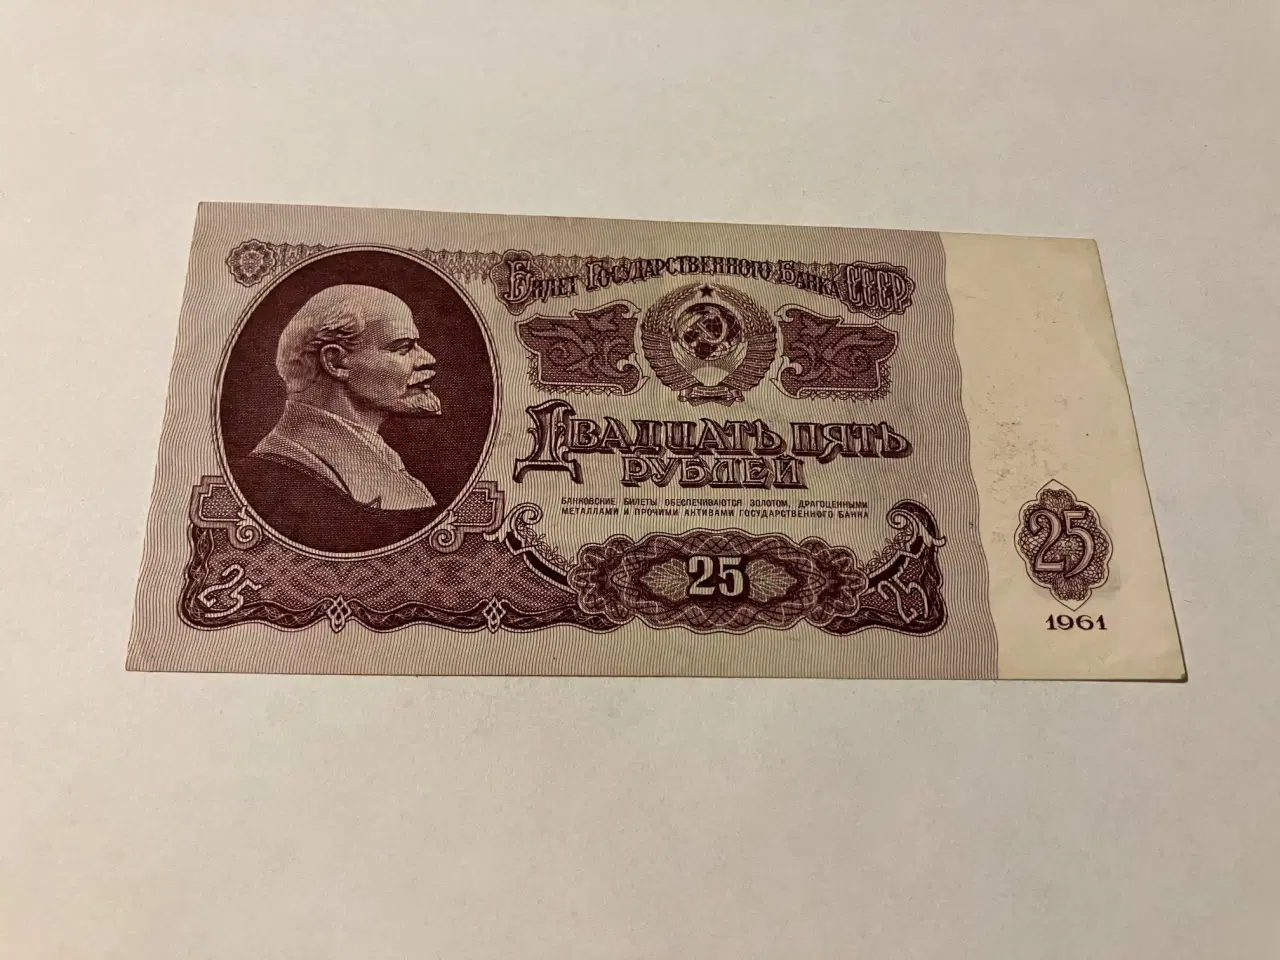 Билет Государственного Банка СССР
Двадцать пять
рублей
БАНКОВСКИЕ БИЛЕТЫ ОБЕСПЕЧИВАЮТСЯ ЗОЛОТОМ, ДРАГОЦЕННЫМИ
МЕТАЛЛАМИ И ПРОЧИМИ АКТИВАМИ ГОСУДАРСТВЕННОГО БАНКА
25
25
25
25
1961